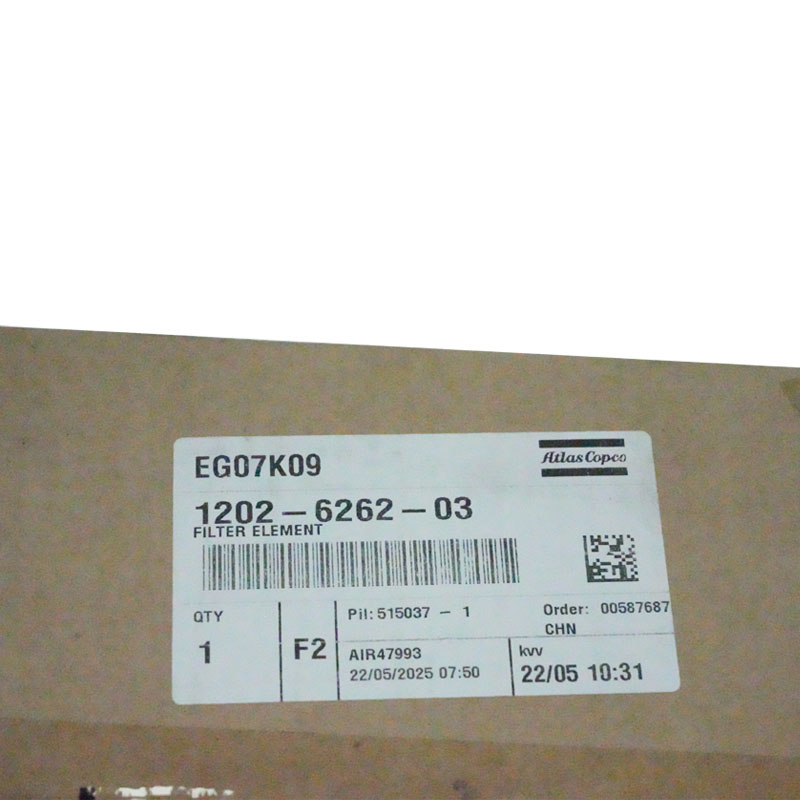 EG07K09
Atlas Copco
1202-6262-03
FILTER ELEMENT
QTY
1
F2
Pil: 515037 - 1
Order: 00587687
CHN
AIR47993
22/05/2025 07:50
kvv
22/05 10:31